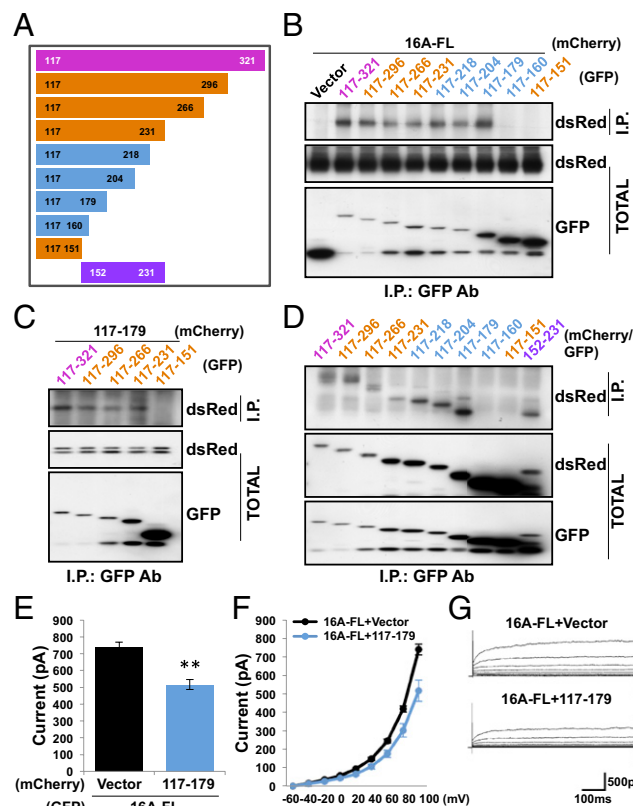 A
117 321
117 296
117 266
117 231
117 218
117 204
117 179
117 160
117 151
152 231
B
16A-FL (mCherry)
Vector 117-321 117-296 117-266 117-231 117-218 117-204 117-179 117-160 117-151 (GFP)
dsRed I.P.
dsRed
GFP
TOTAL
I.P.: GFP Ab
C
117-179 (mCherry)
117-321 117-296 117-266 117-231 117-151 (GFP)
dsRed I.P.
dsRed
GFP
TOTAL
I.P.: GFP Ab
D
117-321 117-296 117-266 117-231 117-218 117-204 117-179 117-160 117-151 152-231 (mCherry/GFP)
dsRed I.P.
dsRed
GFP
TOTAL
I.P.: GFP Ab
E
Current (pA)
900
800
700
600
500
400
300
200
100
0
**
(mCherry) Vector 117-179
(GFP) 16A-FL
F
16A-FL+Vector
16A-FL+117-179
Current (pA)
900
800
700
600
500
400
300
200
100
0
-60-40-20 0 20 40 60 80 100 (mV)
G
16A-FL+Vector
16A-FL+117-179
500p
100ms